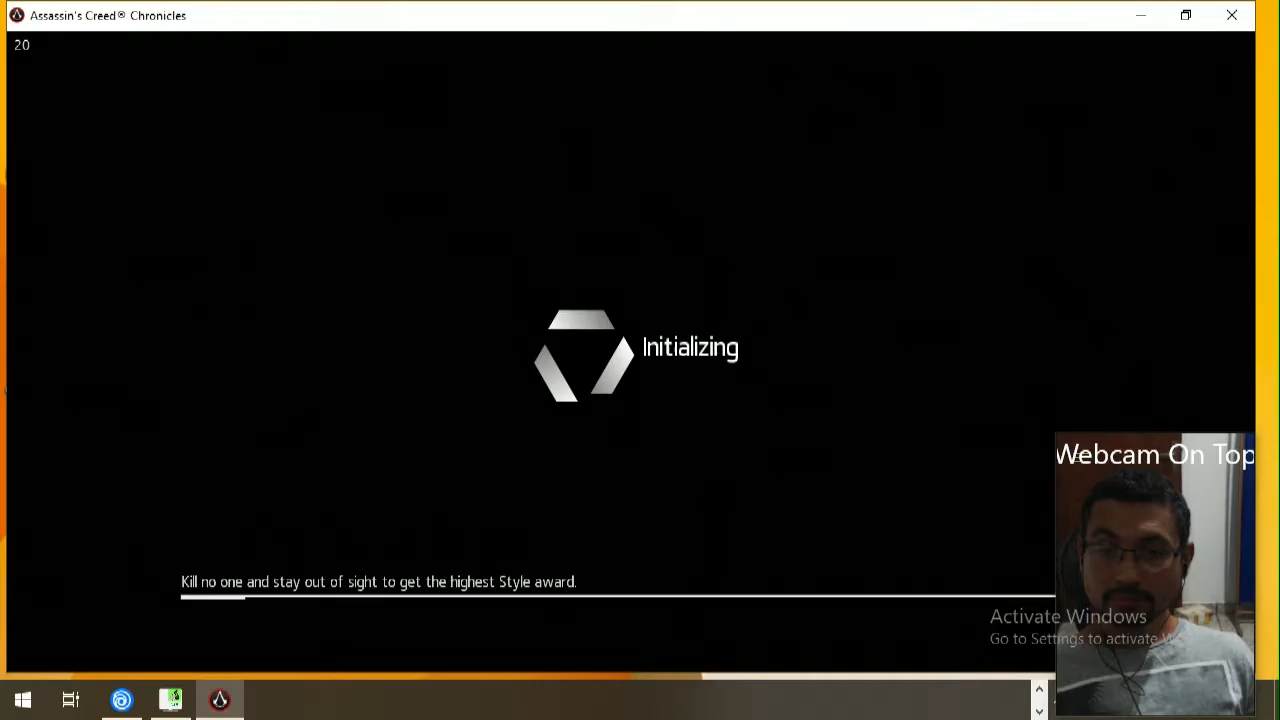 Assassin's Creed® Chronicles
20
Initializing
Webcam On Top
Kill no one and stay out of sight to get the highest Style award.
Activate Windows
Go to Settings to activate